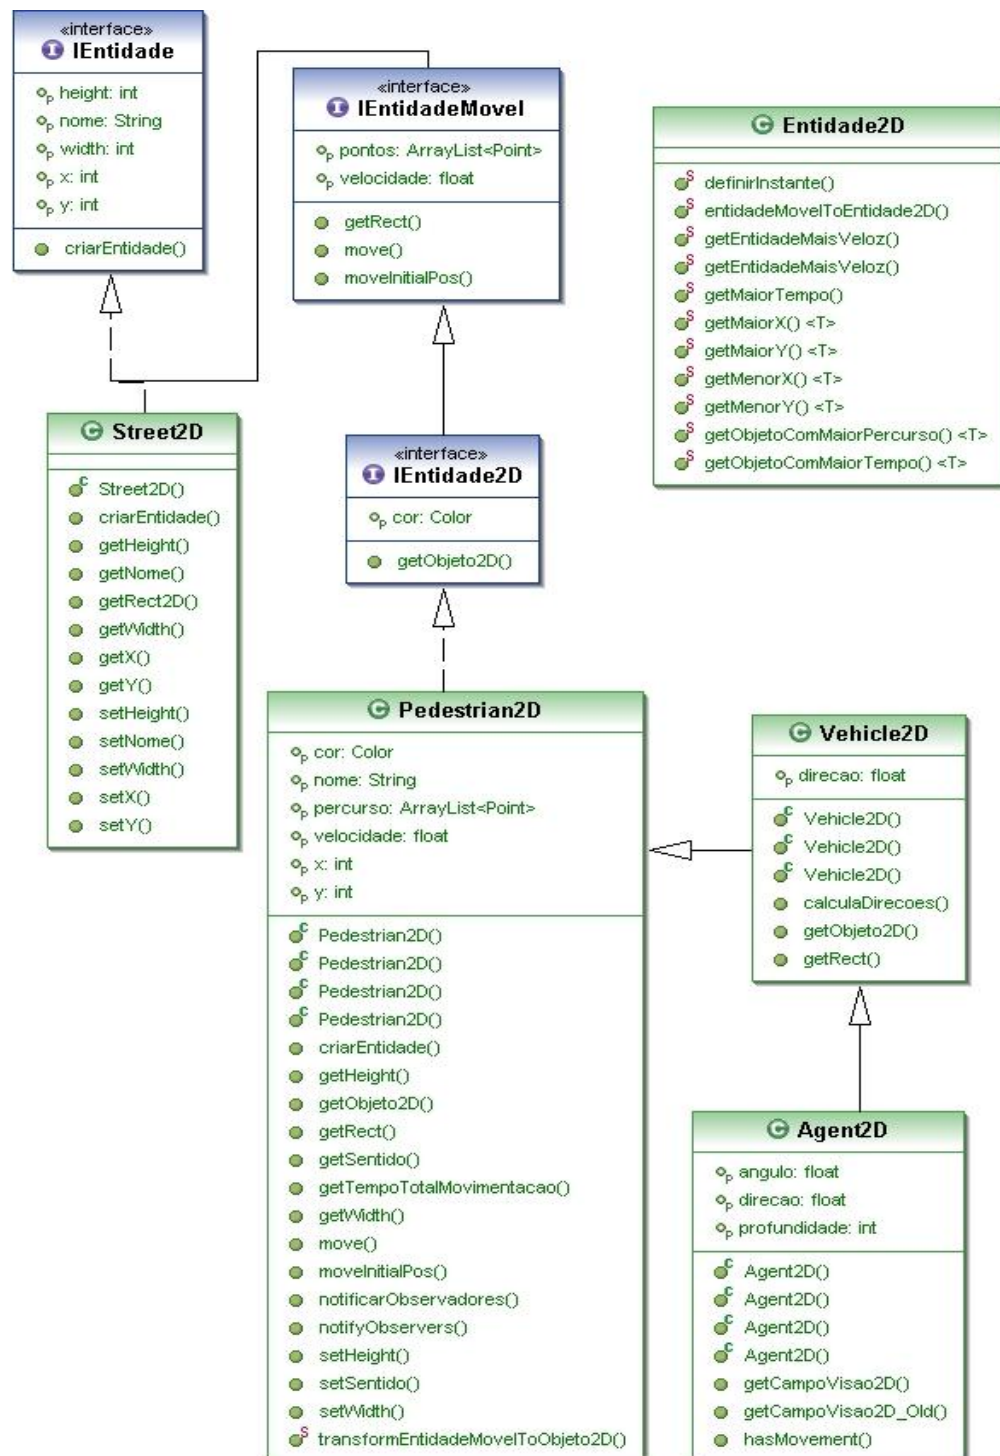 «interface»
IEntidade
height: int
nome: String
width: int
x: int
y: int
criarEntidade()
«interface»
IEntidadeMovel
pontos: ArrayList<Point>
velocidade: float
getRect()
move()
moveInitialPos()
Entidade2D
definirInstante()
entidadeMovelToEntidade2D()
getEntidadeMaisVeloz()
getEntidadeMaisVeloz()
getMaiorTempo()
getMaiorX() <T>
getMaiorY() <T>
getMenorX() <T>
getMenorY() <T>
getObjetoComMaiorPercurso() <T>
getObjetoComMaiorTempo() <T>
Street2D
Street2D()
criarEntidade()
getHeight()
getNome()
getRect2D()
getWidth()
getX()
getY()
setHeight()
setNome()
setWidth()
setX()
setY()
«interface»
IEntidade2D
cor: Color
getObjeto2D()
Pedestrian2D
cor: Color
nome: String
percurso: ArrayList<Point>
velocidade: float
x: int
y: int
Pedestrian2D()
Pedestrian2D()
Pedestrian2D()
Pedestrian2D()
criarEntidade()
getHeight()
getObjeto2D()
getRect()
getSentido()
getTempoTotalMovimentacao()
getWidth()
move()
moveInitialPos()
notificarObservadores()
notifyObservers()
setHeight()
setSentido()
setWidth()
transformEntidadeMovelToObjeto2D()
Vehicle2D
direcao: float
Vehicle2D()
Vehicle2D()
Vehicle2D()
calculaDirecoes()
getObjeto2D()
getRect()
Agent2D
angulo: float
direcao: float
profundidade: int
Agent2D()
Agent2D()
Agent2D()
Agent2D()
getCampoVisao2D()
getCampoVisao2D_Old()
hasMovement()